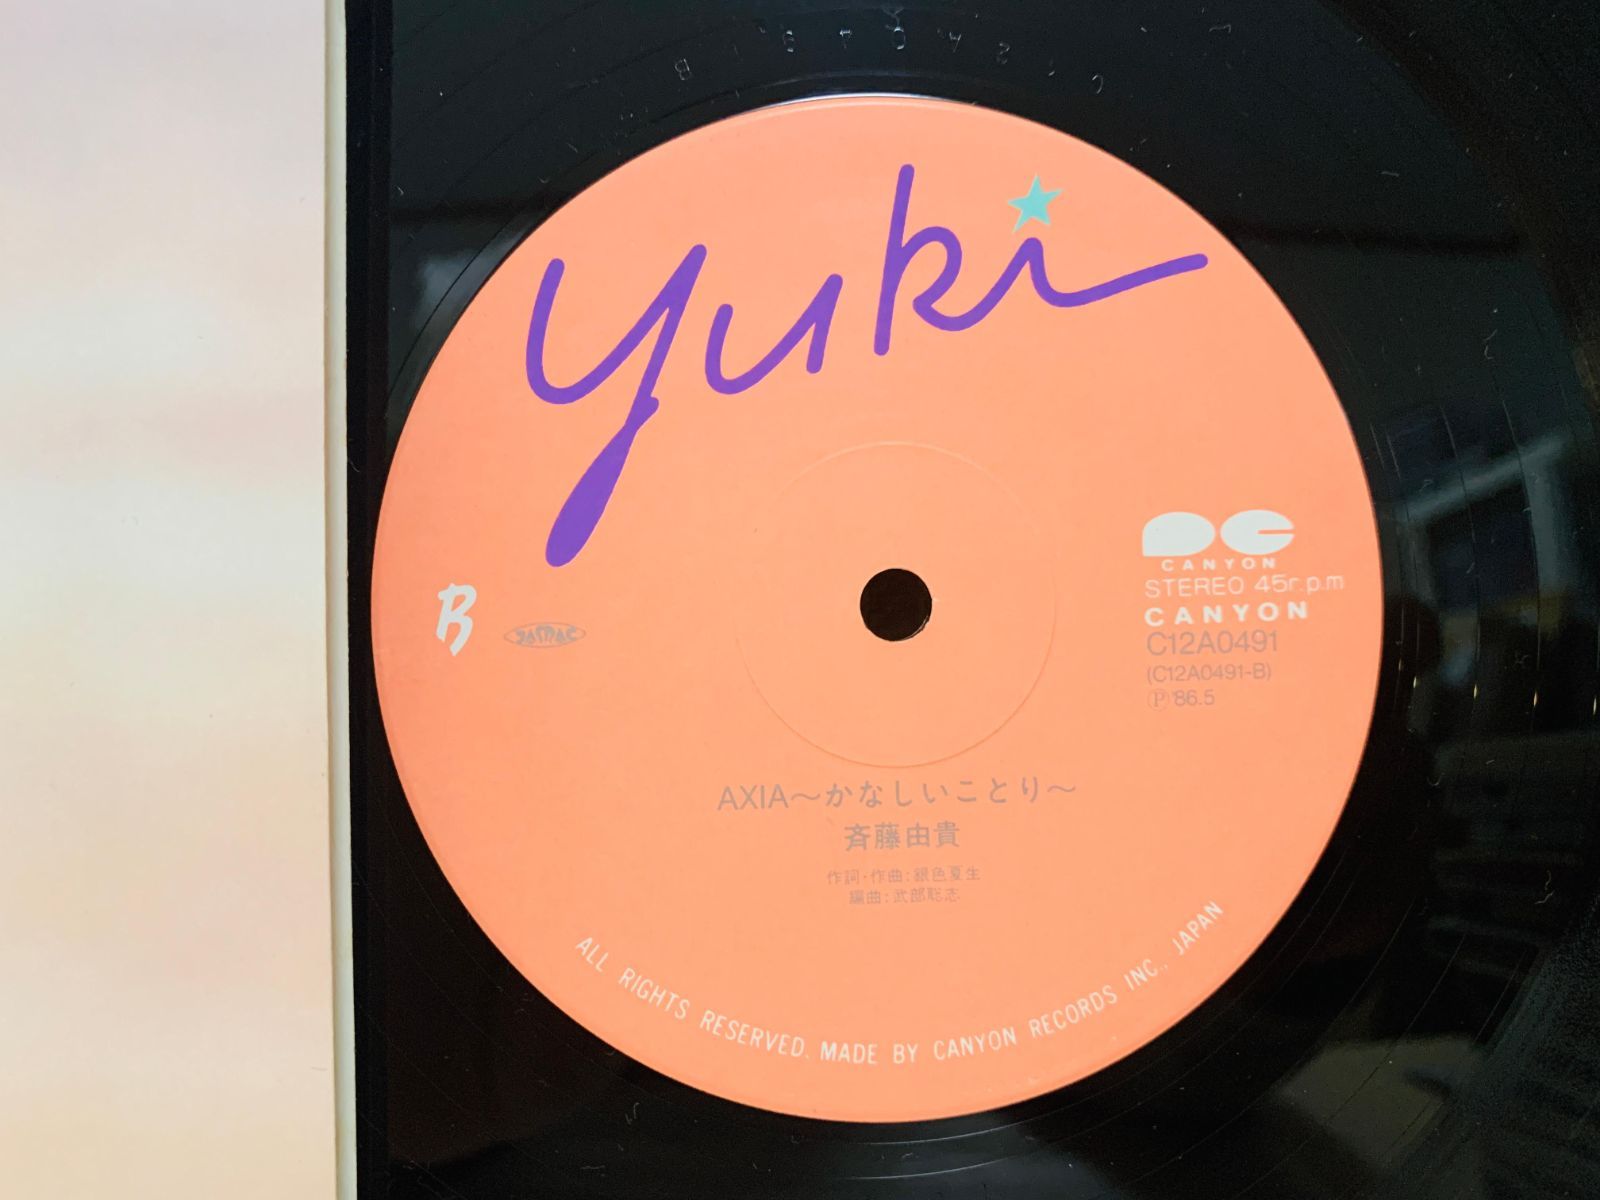 C12A0491B
yuki
B
JASRAC
CANYON
STEREO 45r.p.m
CANYON
C12A0491
(C12A0491-B)
Ⓟ'86.5
AXIA〜かなしいことり〜
斉藤由貴
作詞・作曲:銀色夏生
編曲:武部聡志
ALL RIGHTS RESERVED. MADE BY CANYON RECORDS INC., JAPAN